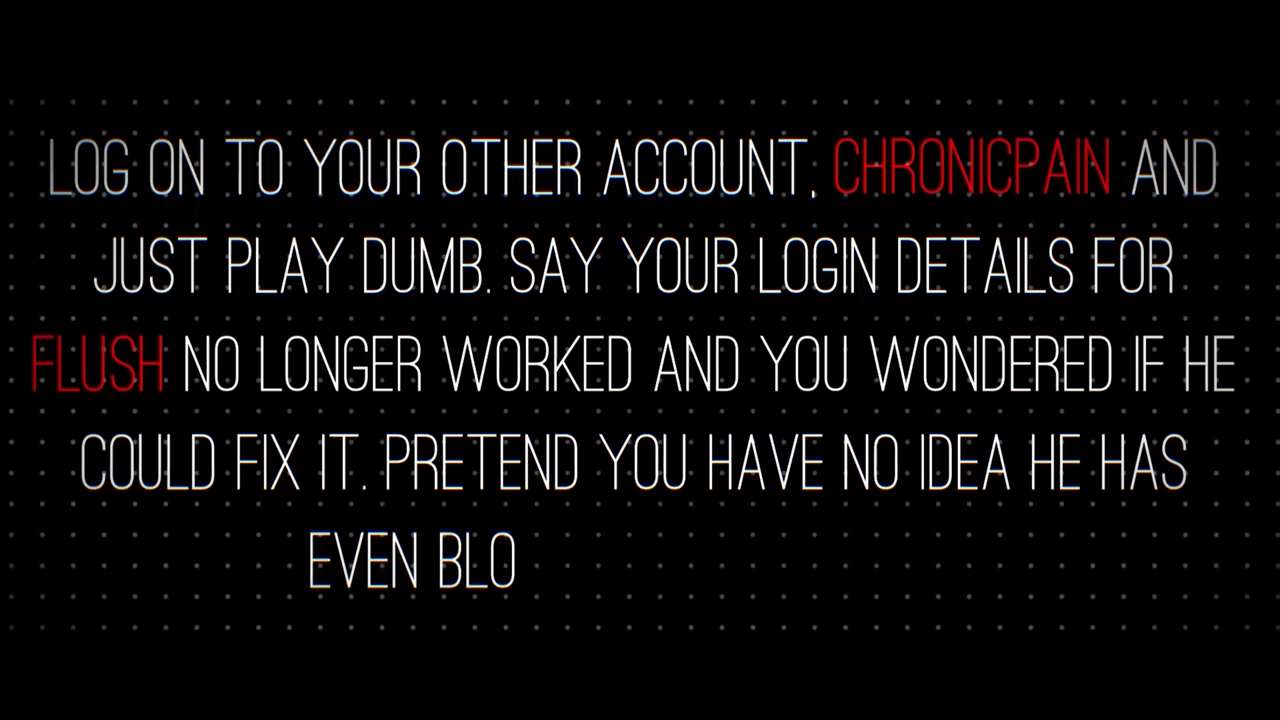 LOG ON TO YOUR OTHER ACCOUNT, CHRONICPAIN AND
JUST PLAY DUMB. SAY YOUR LOGIN DETAILS FOR
FLUSH NO LONGER WORKED AND YOU WONDERED IF HE
COULD FIX IT. PRETEND YOU HAVE NO IDEA HE HAS
EVEN BLO